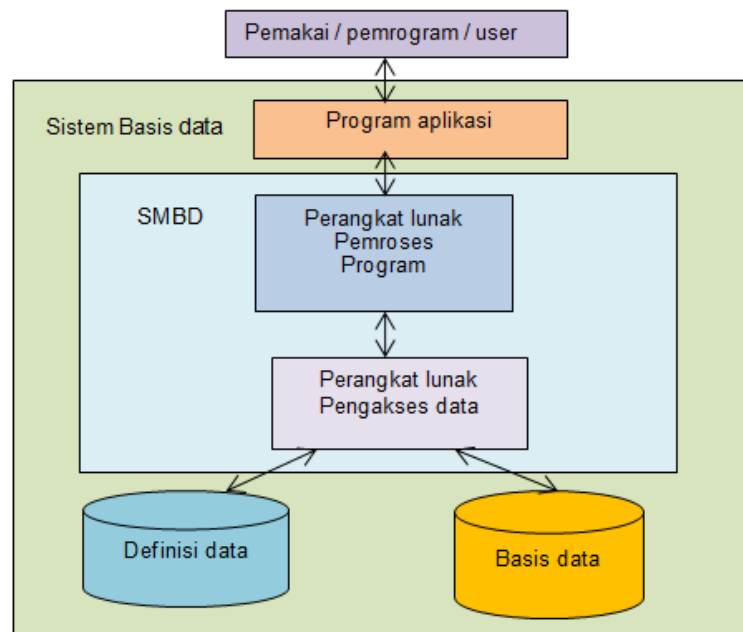 Pemakai / pemrogram / user
Sistem Basis data
Program aplikasi
SMBD
Perangkat lunak
Pemroses
Program
Perangkat lunak
Pengakses data
Definisi data
Basis data